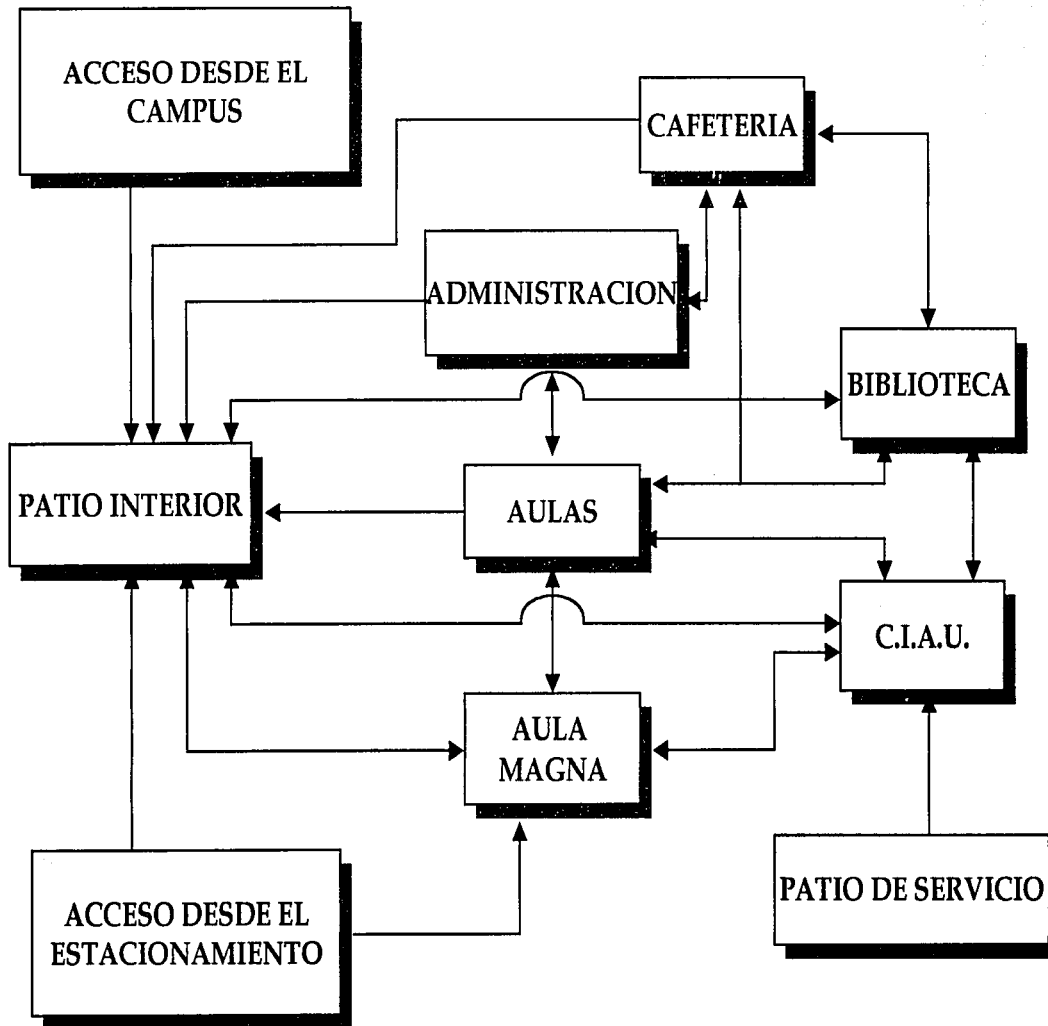 ACCESO DESDE EL
CAMPUS
CAFETERIA
ADMINISTRACION
BIBLIOTECA
PATIO INTERIOR
AULAS
C.I.A.U.
AULA
MAGNA
PATIO DE SERVICIO
ACCESO DESDE EL
ESTACIONAMIENTO